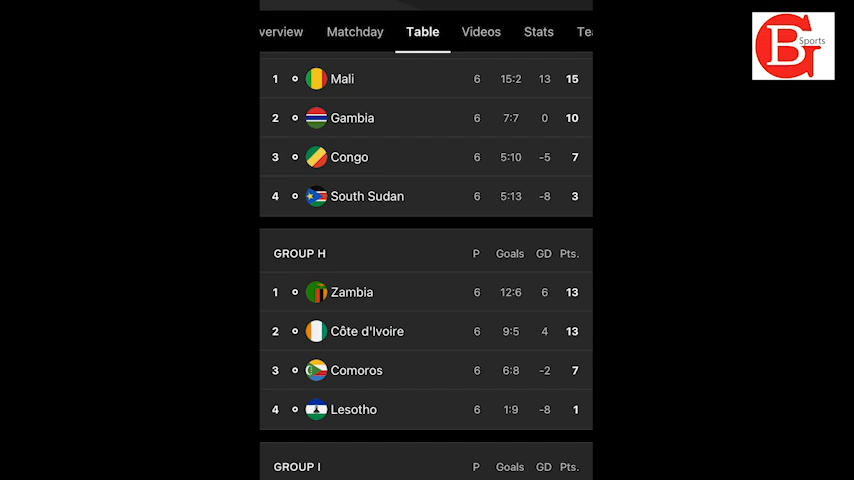 verview Matchday Table Videos Stats Te
B Sports
G
1 Mali 6 15:2 13 15
2 Gambia 6 7:7 0 10
3 Congo 6 5:10 -5 7
4 South Sudan 6 5:13 -8 3
GROUP H P Goals GD Pts.
1 Zambia 6 12:6 6 13
2 Côte d'Ivoire 6 9:5 4 13
3 Comoros 6 6:8 -2 7
4 Lesotho 6 1:9 -8 1
GROUP I P Goals GD Pts.